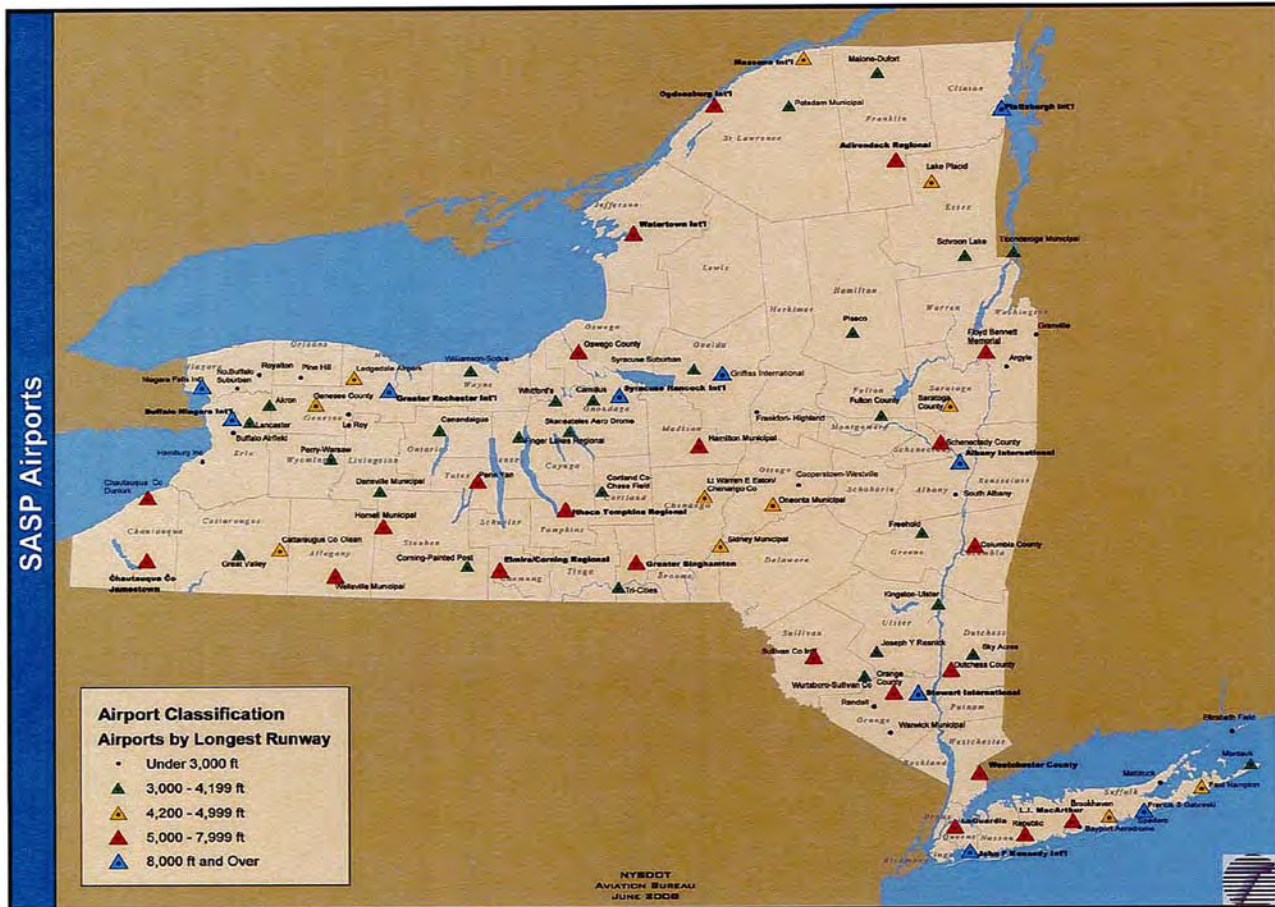 SASP Airports
Massena Int'l
Malone-Dufort
Clinton
Ogdensburg Int'l
Potsdam Municipal
Plattsburgh Int'l
Franklin
St Lawrence
Adirondack Regional
Lake Placid
Essex
Jefferson
Watertown Int'l
Schroon Lake
Ticonderoga Municipal
Lewis
Hamilton
Herkimer
Warren
Washington
Piseco
Granville
Floyd Bennett
Memorial
Argyle
Oswego
Oswego County
Oneida
Syracuse Suburban
Griffiss International
Orleans
Niagara
Williamson-Sodus
Wayne
Royalton
Pine Hill
Ledgedale Airpark
No.Buffalo
Suburban
Niagara Falls Int'l
Genesee County
Greater Rochester Int'l
Whitford's
Camillus
Syracuse Hancock Int'l
Onondaga
Fulton
Fulton County
Saratoga
Saratoga
County
Akron
Buffalo Niagara Int'l
Lancaster
Genesee
Le Roy
Buffalo Airfield
Canandaigua
Skaneateles Aero Drome
Finger Lakes Regional
Frankfort- Highland
Madison
Hamilton Municipal
Montgomery
Schenectady County
Schenectady
Albany International
Rensselaer
Hamburg Inc
Erie
Perry-Warsaw
Wyoming
Livingston
Ontario
Cayuga
Otsego
Cooperstown-Westville
Schoharie
Albany
South Albany
Chautauqua Co
Dunkirk
Dansville Municipal
Yates
Penn Yan
Cortland Co-
Chase Field
Cortland
Lt Warren E Eaton/
Chenango Co
Chenango
Oneonta Municipal
Chautauqua
Cattaraugus
Hornell Municipal
Steuben
Schuyler
Ithaca Tompkins Regional
Tompkins
Freehold
Greene
Columbia County
Columbia
Cattaraugus Co Olean
Allegany
Great Valley
Corning-Painted Post
Elmira/Corning Regional
Chemung
Tioga
Greater Binghamton
Broome
Sidney Municipal
Delaware
Chautauqua Co
Jamestown
Wellsville Municipal
Tri-Cities
Kingston-Ulster
Ulster
Dutchess
Sullivan
Joseph Y Resnick
Sky Acres
Sullivan Co Int'l
Dutchess County
Wurtsboro-Sullivan Co
Orange
County
Stewart International
Randall
Putnam
Orange
Warwick Municipal
Westchester
Rockland
Westchester County
Elizabeth Field
Montauk
Mattituck
Suffolk
East Hampton
L.I. MacArthur
Brookhaven
Francis S Gabreski
Spadaro
Bayport Aerodrome
Bronx
LaGuardia
Republic
Queens
Nassau
Kings
Richmond
John F Kennedy Int'l
Airport Classification
Airports by Longest Runway
Under 3,000 ft
3,000 - 4,199 ft
4,200 - 4,999 ft
5,000 - 7,999 ft
8,000 ft and Over
NYSDOT
Aviation Bureau
June 2008